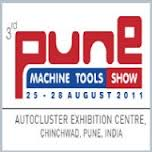 3rd
pune
MACHINE TOOLS SHOW
25 - 28 AUGUST 2011
AUTOCLUSTER EXHIBITION CENTRE,
CHINCHWAD, PUNE, INDIA